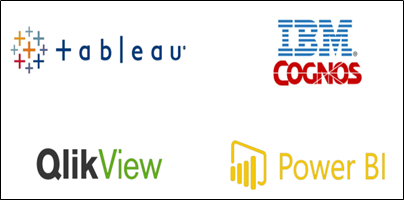 +ableau
IBM
COGNOS
QlikView
Power BI